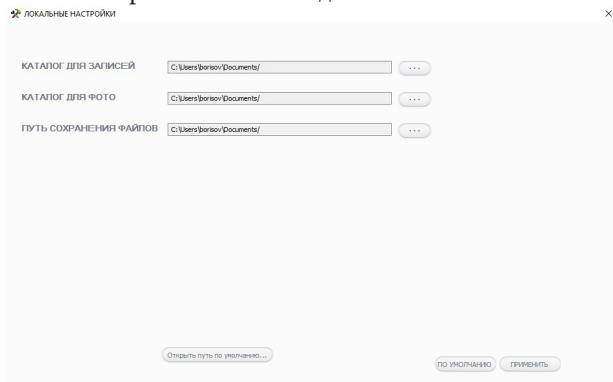 ЛОКАЛЬНЫЕ НАСТРОЙКИ
КАТАЛОГ ДЛЯ ЗАПИСЕЙ C:\Users\borisov\Documents/ ...
КАТАЛОГ ДЛЯ ФОТО C:\Users\borisov\Documents/ ...
ПУТЬ СОХРАНЕНИЯ ФАЙЛОВ C:\Users\borisov\Documents/ ...
Открыть путь по умолчанию...
ПО УМОЛЧАНИЮ ПРИМЕНИТЬ